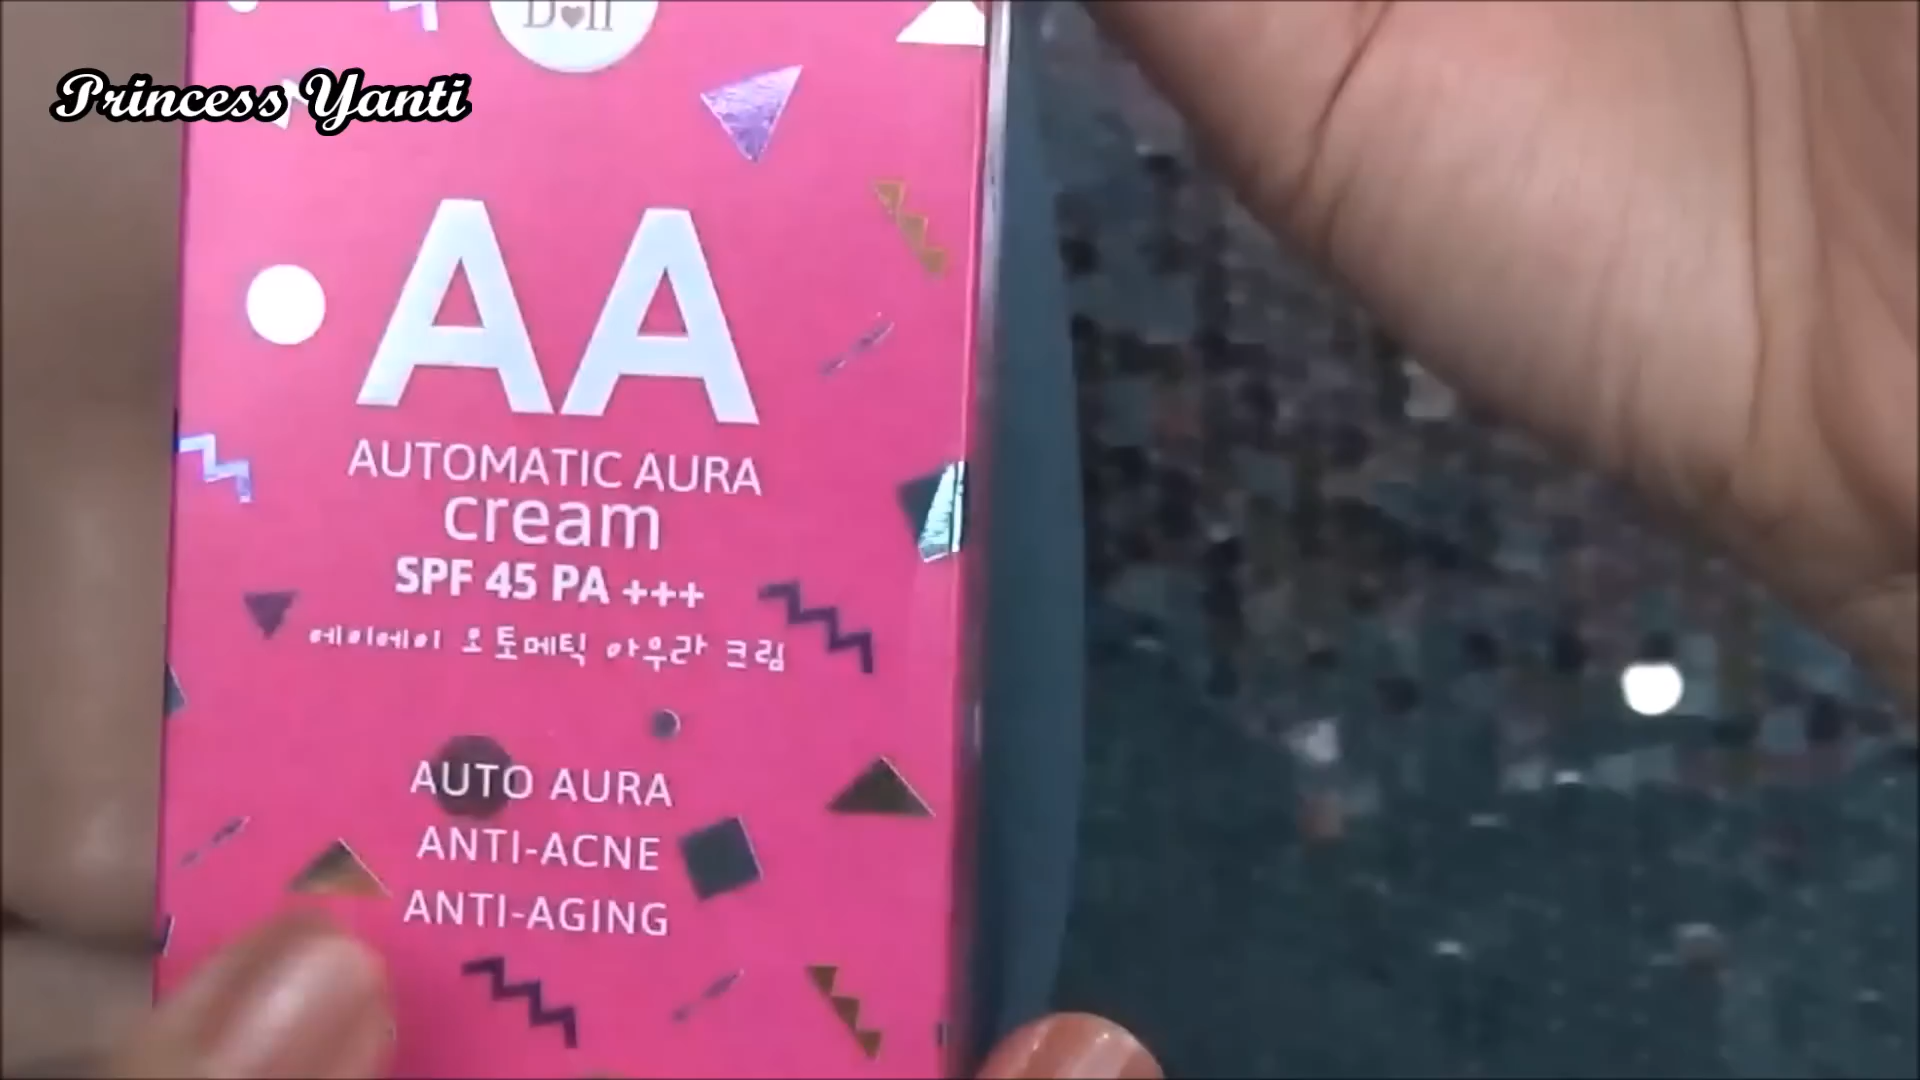 D♥ll
Princess Yanti
AA
AUTOMATIC AURA
cream
SPF 45 PA +++
에이에이 오토메틱 아우라 크림
AUTO AURA
ANTI-ACNE
ANTI-AGING